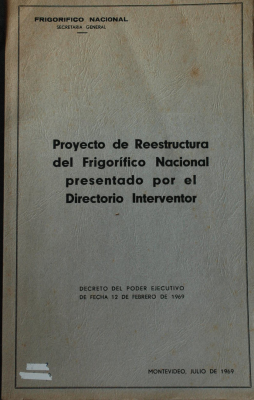 FRIGORIFICO NACIONAL
SECRETARIA GENERAL
Proyecto de Reestructura
del Frigorífico Nacional
presentado por el
Directorio Interventor
DECRETO DEL PODER EJECUTIVO
DE FECHA 12 DE FEBRERO DE 1969
MONTEVIDEO, JULIO DE 1969